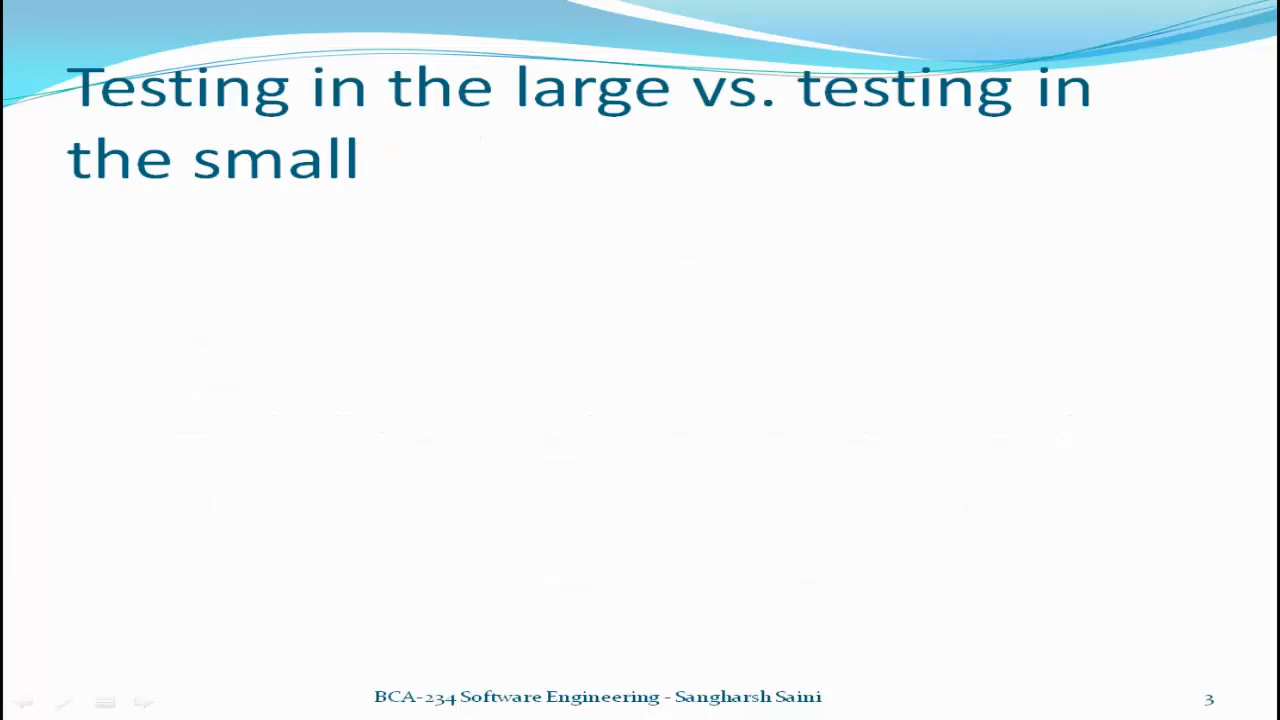 Testing in the large vs. testing in
the small
BCA-234 Software Engineering - Sangharsh Saini
3